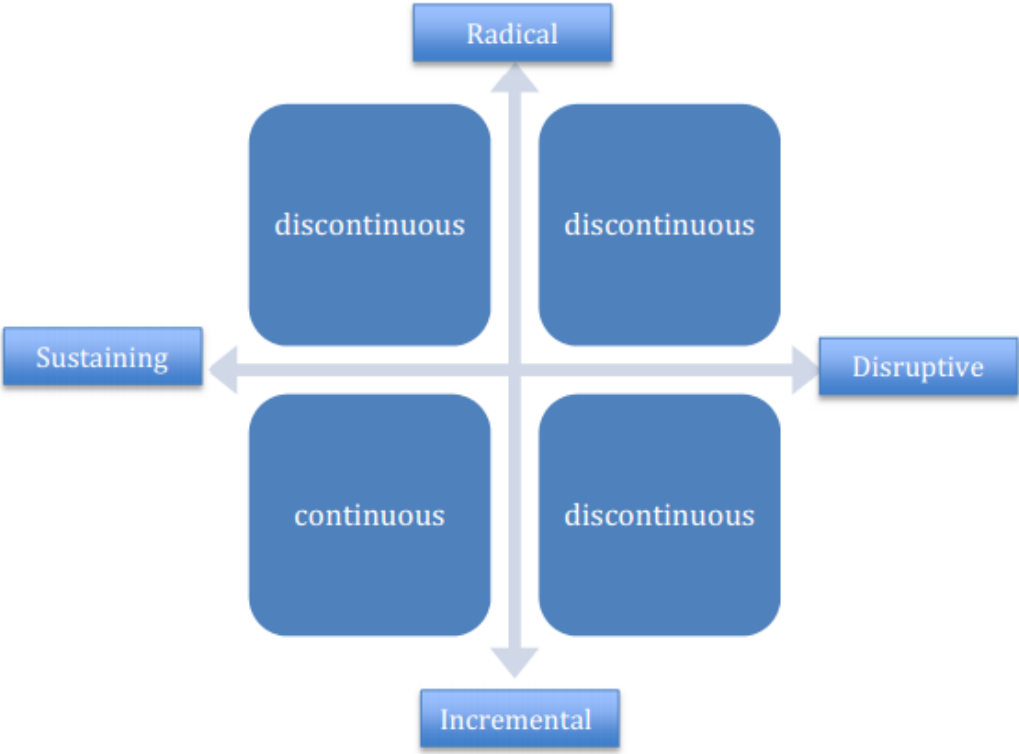 Radical
discontinuous
discontinuous
Sustaining
Disruptive
continuous
discontinuous
Incremental